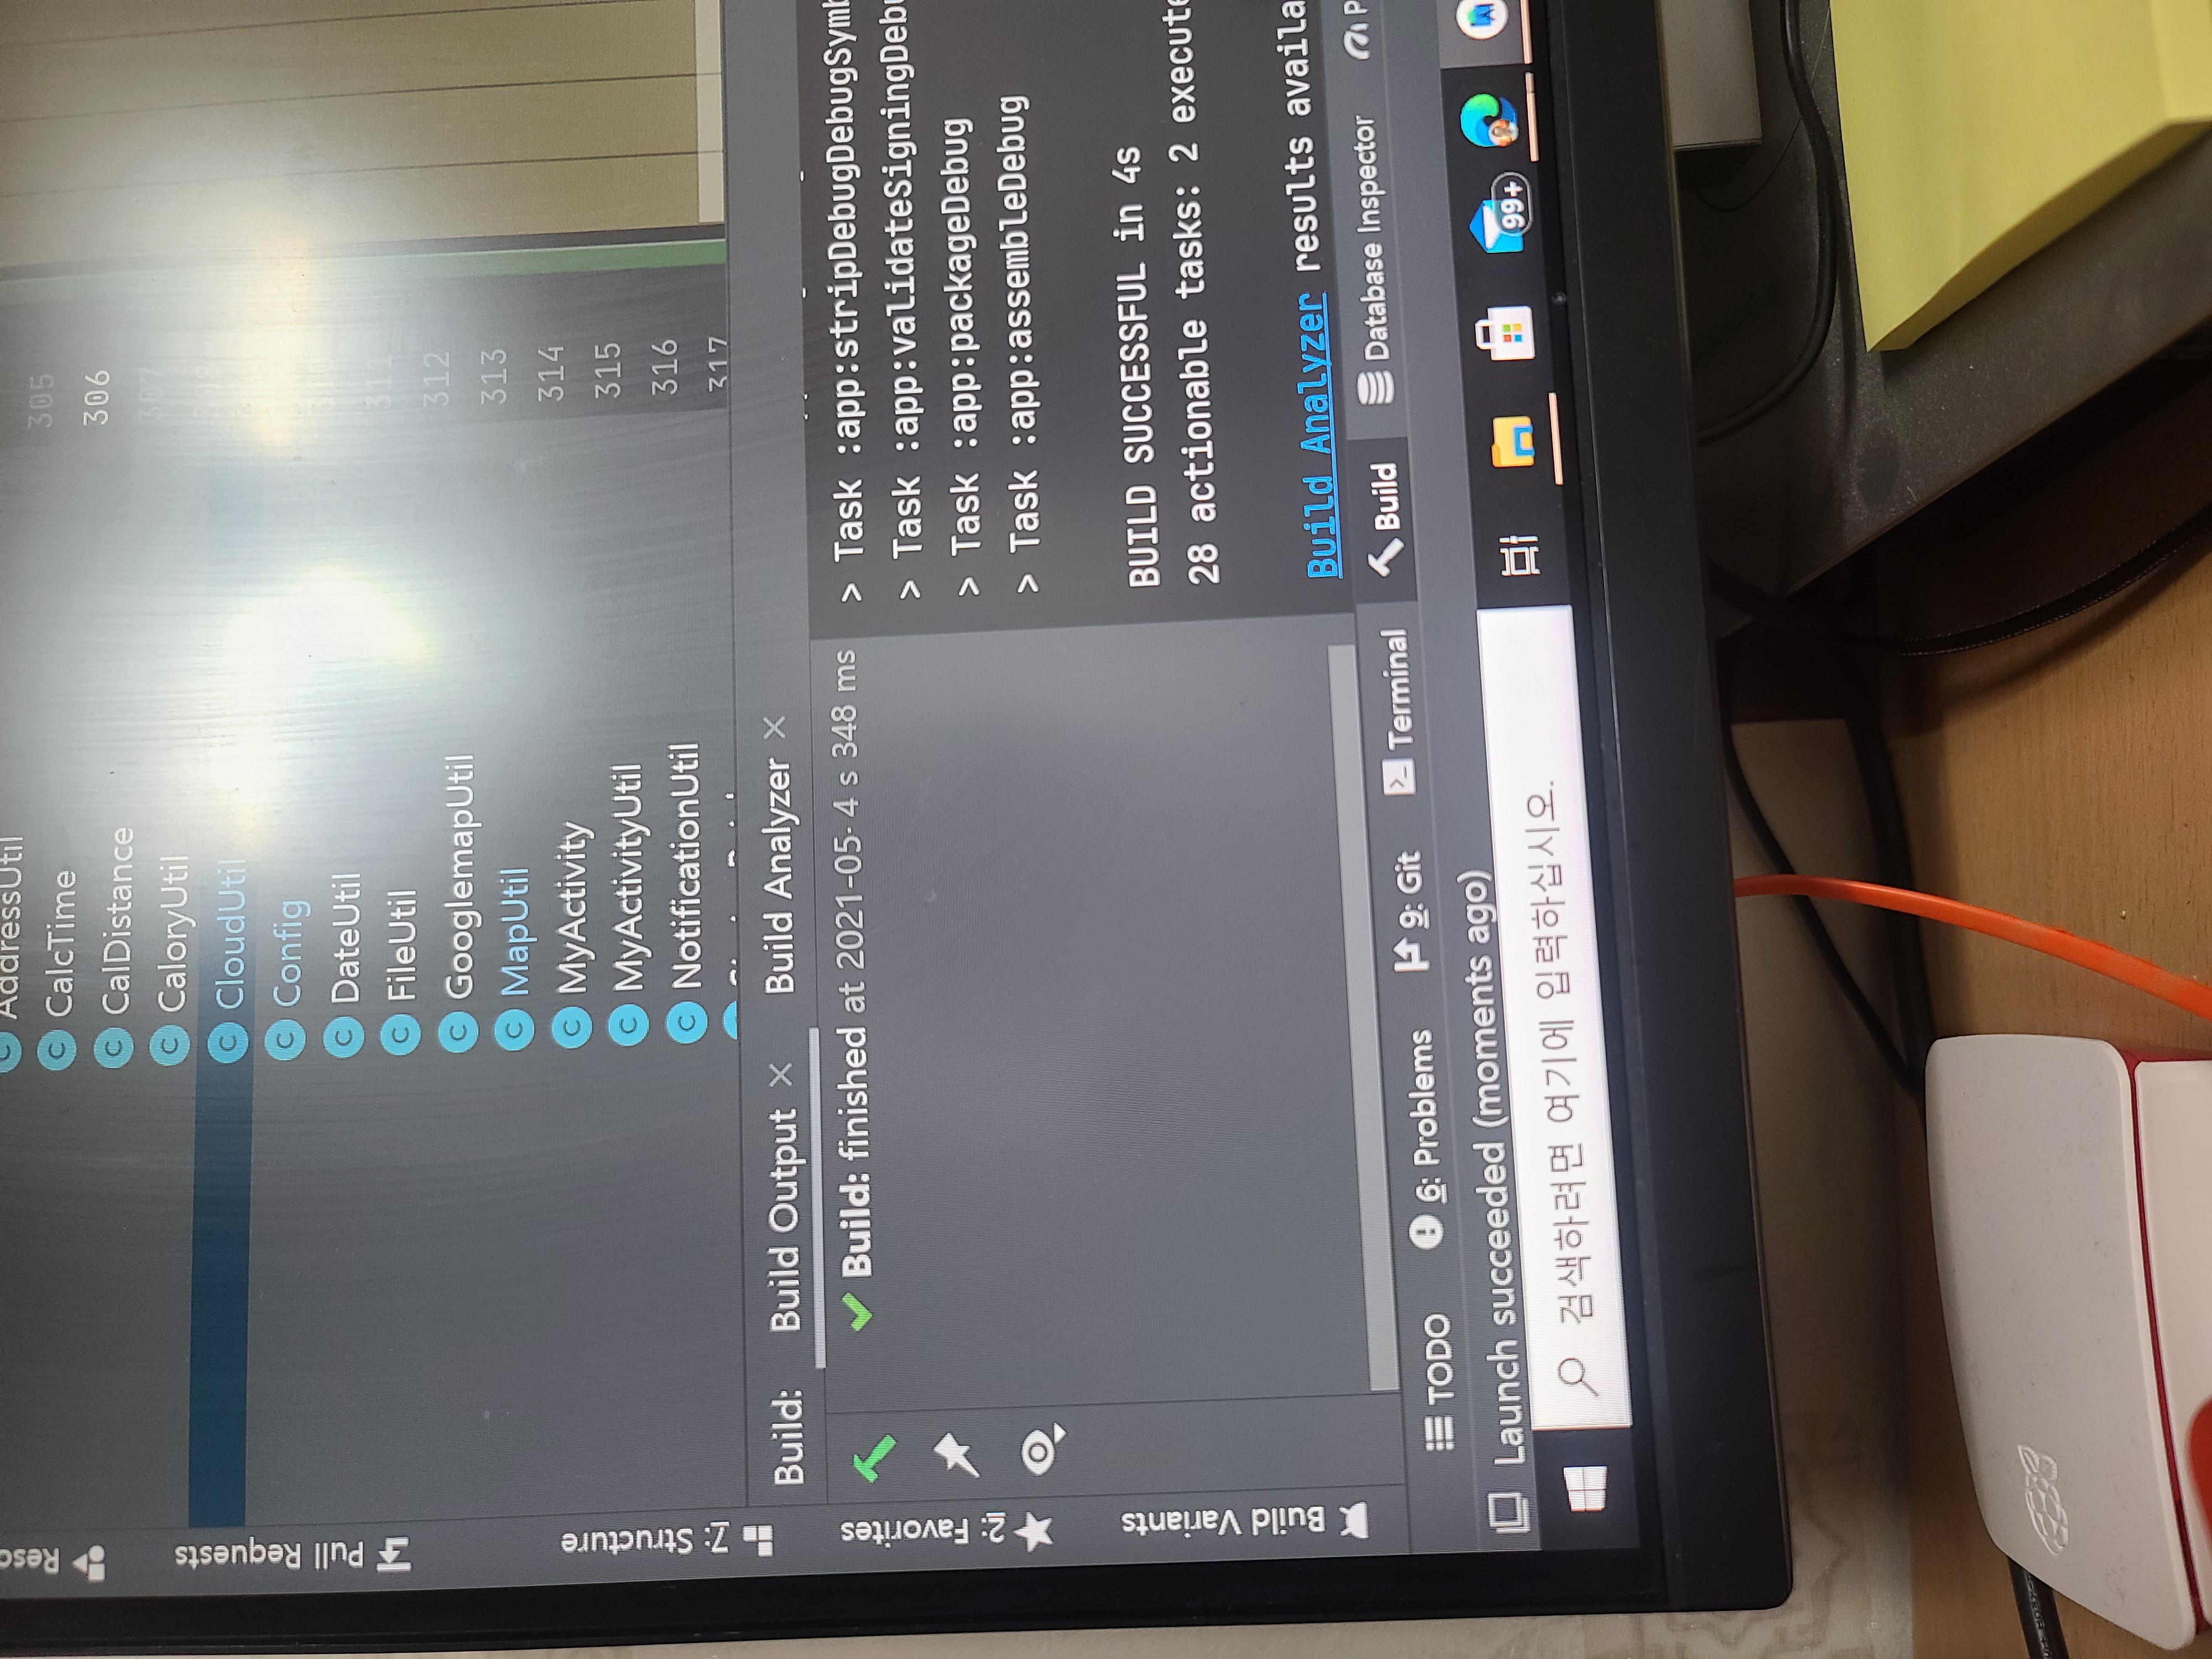 AddressUtil
CalcTime
CalDistance
CaloryUtil
CloudUtil
Config
DateUtil
FileUtil
GooglemapUtil
MapUtil
MyActivity
MyActivityUtil
NotificationUtil
305
306
307
311
312
313
314
315
316
317
Pull Requests
7: Structure
2: Favorites
Build Variants
Build: Build Output Build Analyzer
Build: finished at 2021-05- 4 s 348 ms
> Task :app:stripDebugDebugSymb
> Task :app:validateSigningDebu
> Task :app:packageDebug
> Task :app:assembleDebug
BUILD SUCCESSFUL in 4s
28 actionable tasks: 2 execute
Build Analyzer results availa
TODO 6: Problems 9: Git Terminal Build Database Inspector P
Launch succeeded (moments ago)
검색하려면 여기에 입력하십시오.
99+